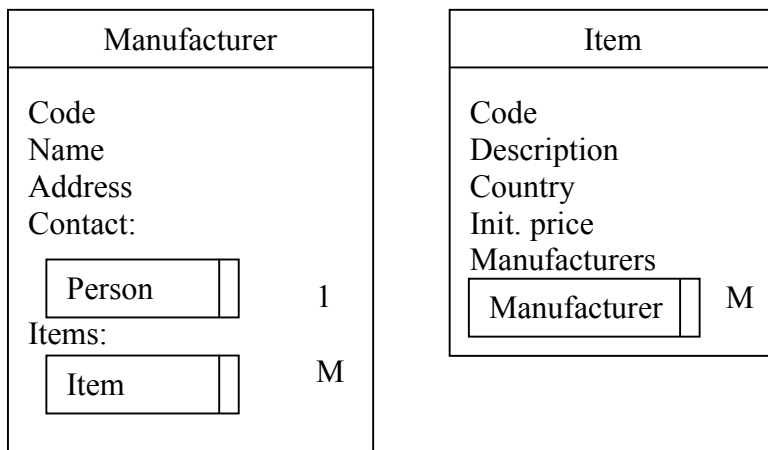 Manufacturer
Code
Name
Address
Contact:
Person 1
Items:
Item M
Item
Code
Description
Country
Init. price
Manufacturers
Manufacturer M